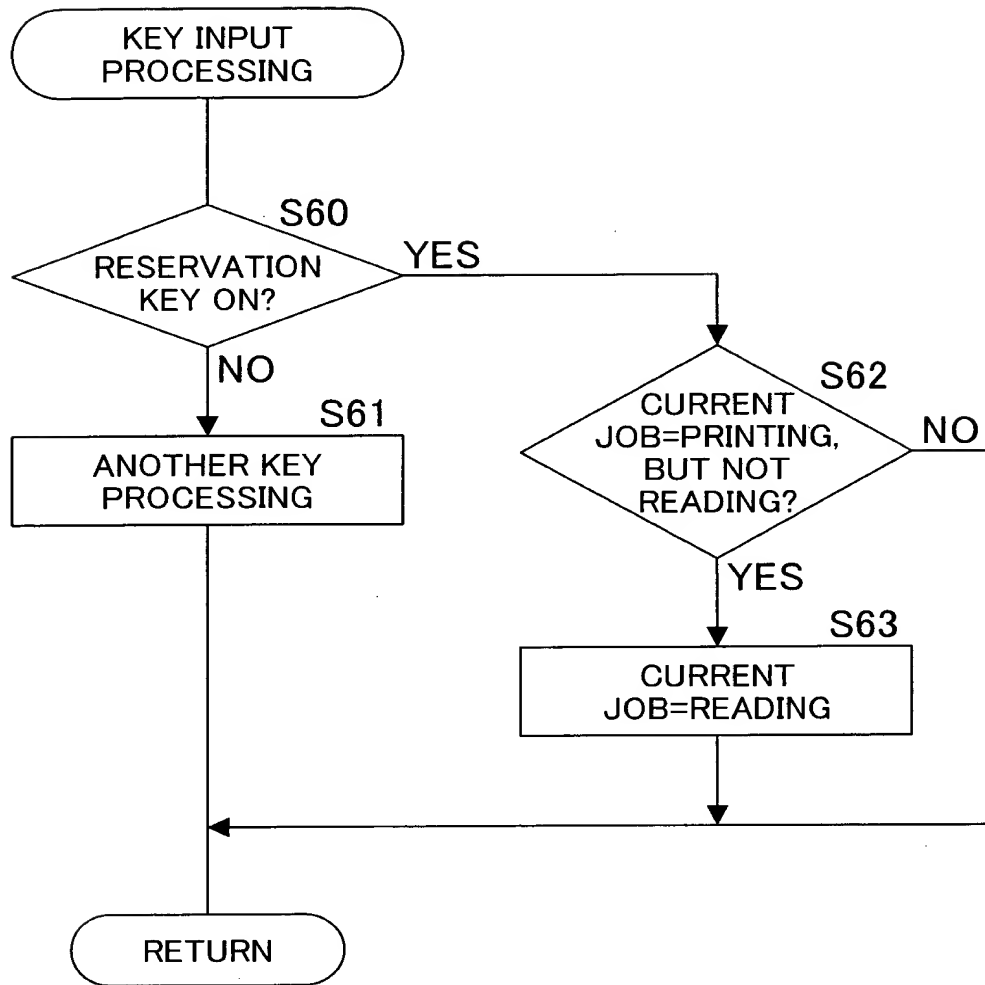 KEY INPUT
PROCESSING
S60
RESERVATION
KEY ON?
YES
NO
S61
ANOTHER KEY
PROCESSING
S62
CURRENT
JOB=PRINTING,
BUT NOT
READING?
NO
YES
S63
CURRENT
JOB=READING
RETURN